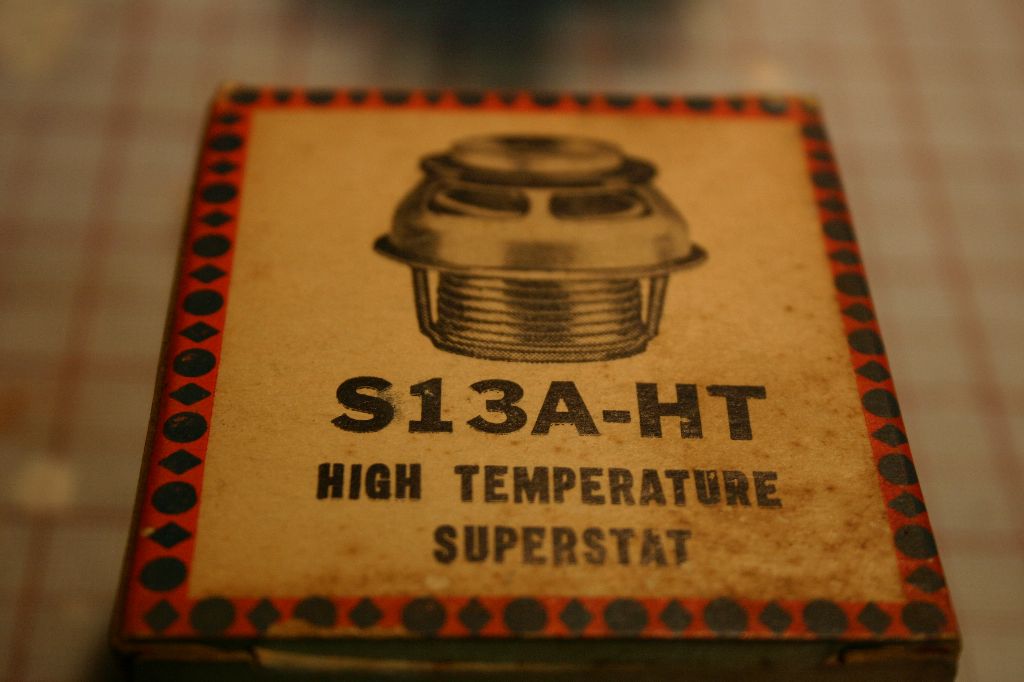 S13A-HT
HIGH TEMPERATURE
SUPERSTAT